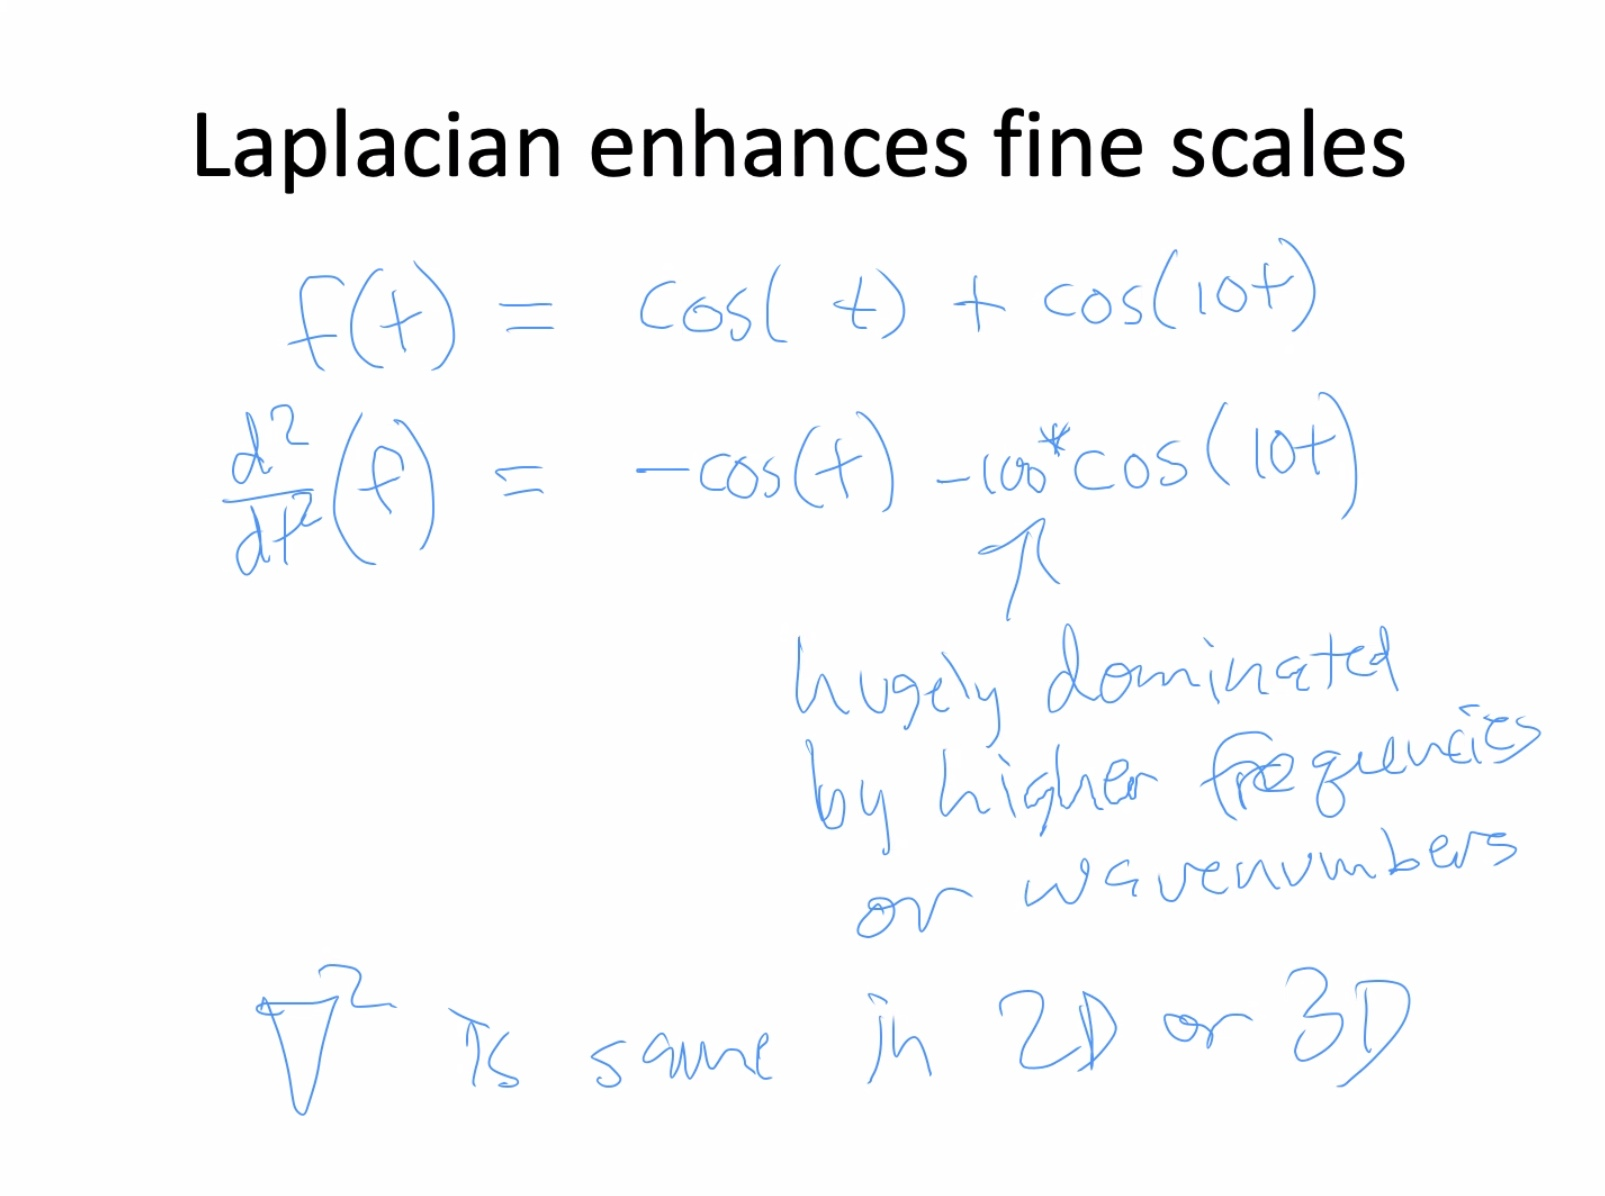 Laplacian enhances fine scales
f(t) = cos( t) + cos(10t)
d²/dt² (f) = -cos(t) -100*cos(10t)
hugely dominated
by higher frequencies
or wavenumbers
∇² is same in 2D or 3D